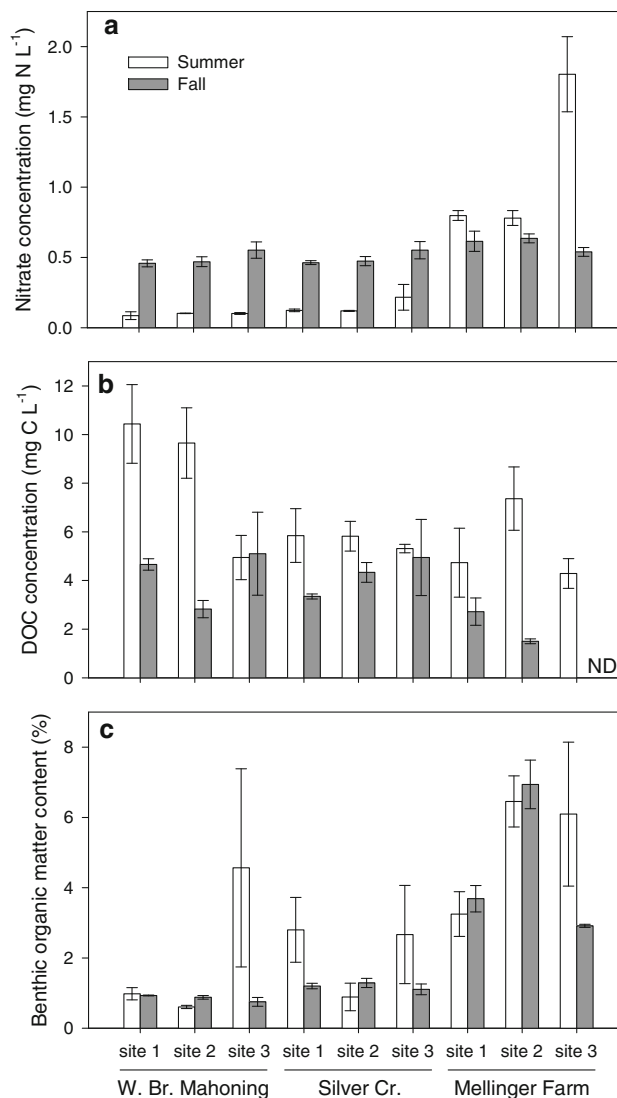 a
Summer
Fall
Nitrate concentration (mg N L⁻¹)
2.0
1.5
1.0
0.5
0.0
b
DOC concentration (mg C L⁻¹)
12
10
8
6
4
2
0
ND
c
Benthic organic matter content (%)
8
6
4
2
0
site 1 site 2 site 3 site 1 site 2 site 3 site 1 site 2 site 3
W. Br. Mahoning Silver Cr. Mellinger Farm